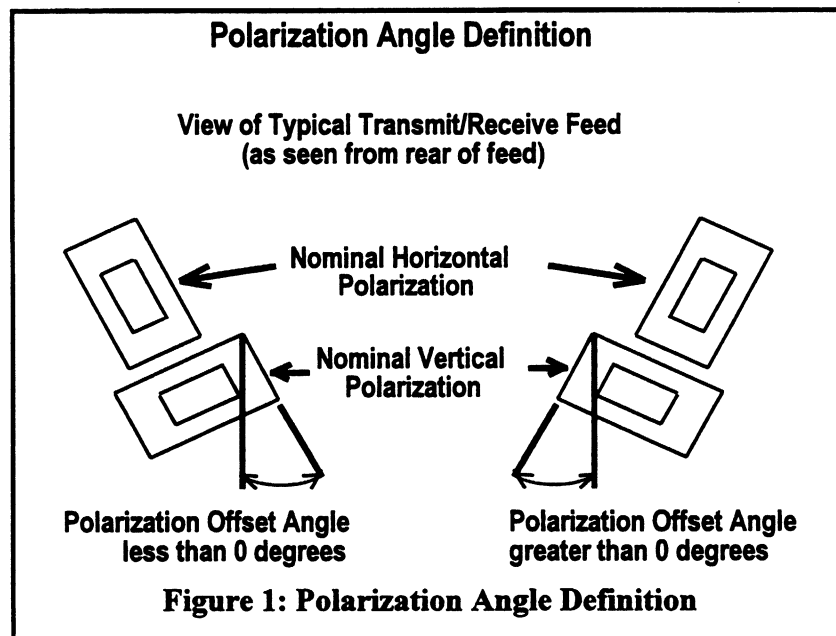 Polarization Angle Definition
View of Typical Transmit/Receive Feed
(as seen from rear of feed)
Nominal Horizontal
Polarization
Nominal Vertical
Polarization
Polarization Offset Angle
less than 0 degrees
Polarization Offset Angle
greater than 0 degrees
Figure 1: Polarization Angle Definition